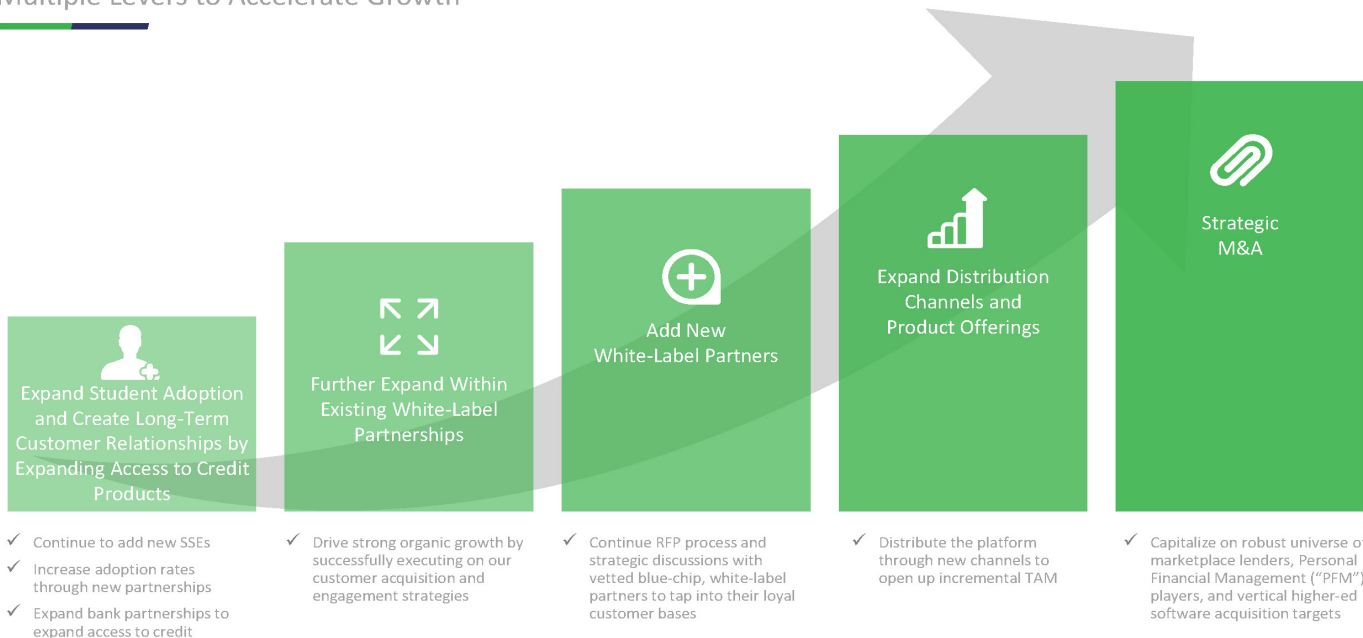 Multiple Levers to Accelerate Growth
Expand Student Adoption
and Create Long-Term
Customer Relationships by
Expanding Access to Credit
Products
Further Expand Within
Existing White-Label
Partnerships
Add New
White-Label Partners
Expand Distribution
Channels and
Product Offerings
Strategic
M&A
✓ Continue to add new SSEs
✓ Increase adoption rates
through new partnerships
✓ Expand bank partnerships to
expand access to credit
✓ Drive strong organic growth by
successfully executing on our
customer acquisition and
engagement strategies
✓ Continue RFP process and
strategic discussions with
vetted blue-chip, white-label
partners to tap into their loyal
customer bases
✓ Distribute the platform
through new channels to
open up incremental TAM
✓ Capitalize on robust universe of
marketplace lenders, Personal
Financial Management (“PFM”)
players, and vertical higher-ed
software acquisition targets